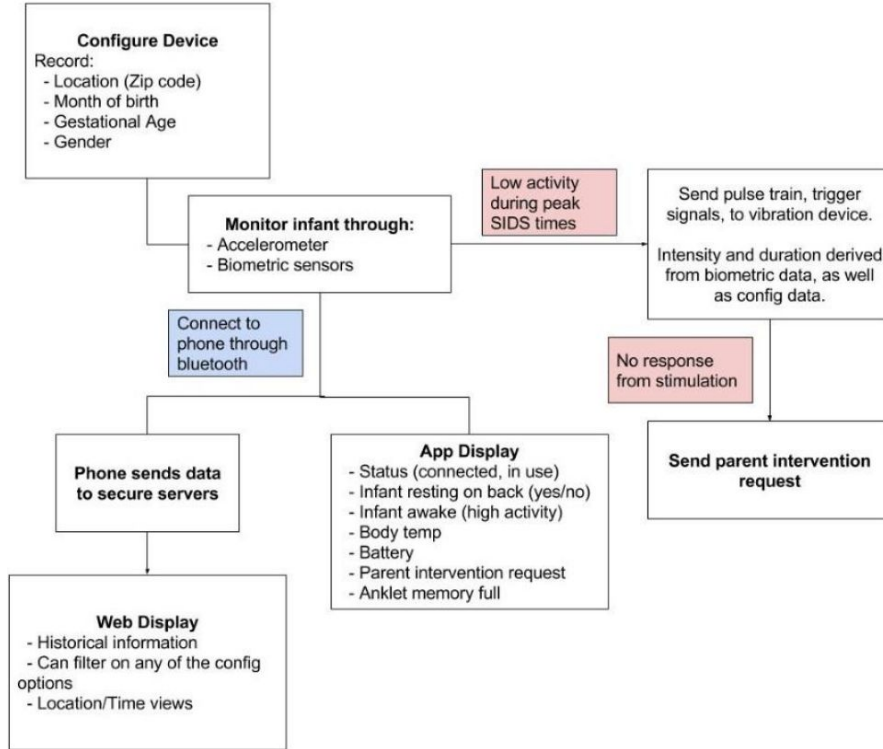 Configure Device
Record:
- Location (Zip code)
- Month of birth
- Gestational Age
- Gender
Monitor infant through:
- Accelerometer
- Biometric sensors
Low activity
during peak
SIDS times
Send pulse train, trigger
signals, to vibration device.
Intensity and duration derived
from biometric data, as well
as config data.
Connect to
phone through
bluetooth
No response
from stimulation
Phone sends data
to secure servers
App Display
- Status (connected, in use)
- Infant resting on back (yes/no)
- Infant awake (high activity)
- Body temp
- Battery
- Parent intervention request
- Anklet memory full
Send parent intervention
request
Web Display
- Historical information
- Can filter on any of the config
options
- Location/Time views